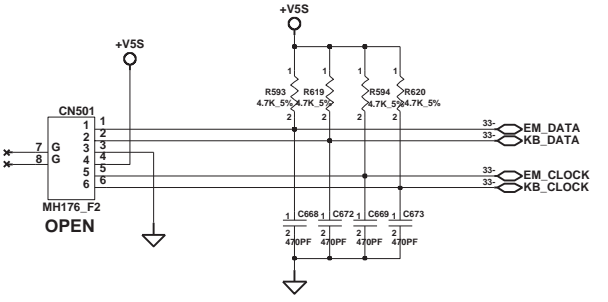 +V5S
+V5S
1 1 1 1
R593 R619 R594 R620
4.7K_5% 4.7K_5% 4.7K_5% 4.7K_5%
2 2 2 2
CN501
1 1
2 2
3 3
4 4
5 5
6 6
7 G
8 G
MH176_F2
OPEN
33- EM_DATA
33- KB_DATA
33- EM_CLOCK
33- KB_CLOCK
1 C668 1 C672 1 C669 1 C673
2 2 2 2
470PF 470PF 470PF 470PF